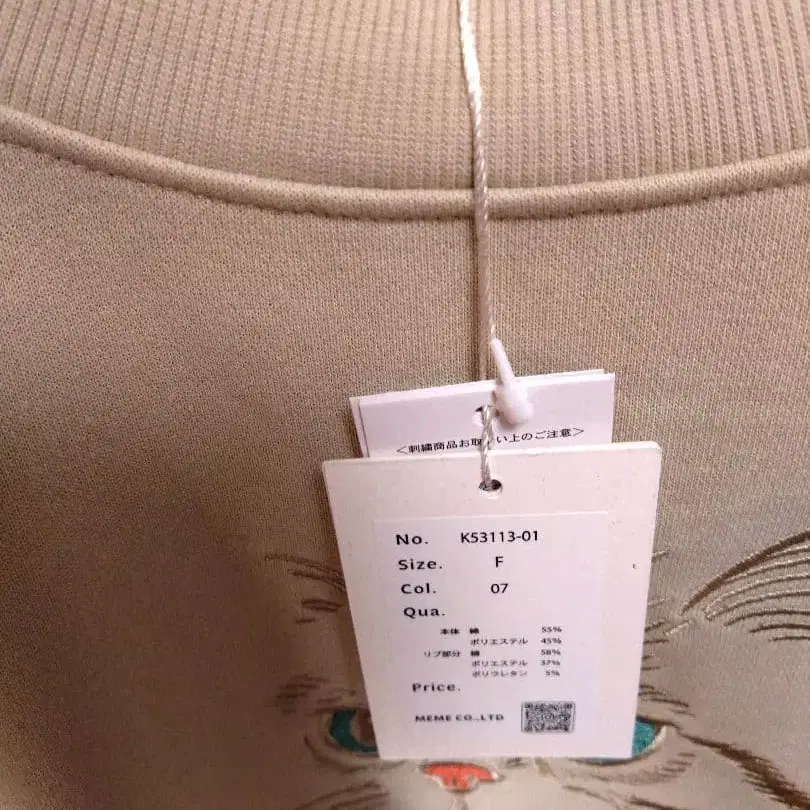 <刺繍商品お取扱い上のご注意>
No. K53113-01
Size. F
Col. 07
Qua.
本体 綿 55%
ポリエステル 45%
リブ部分 綿 58%
ポリエステル 37%
ポリウレタン 5%
Price.
MEME CO.,LTD